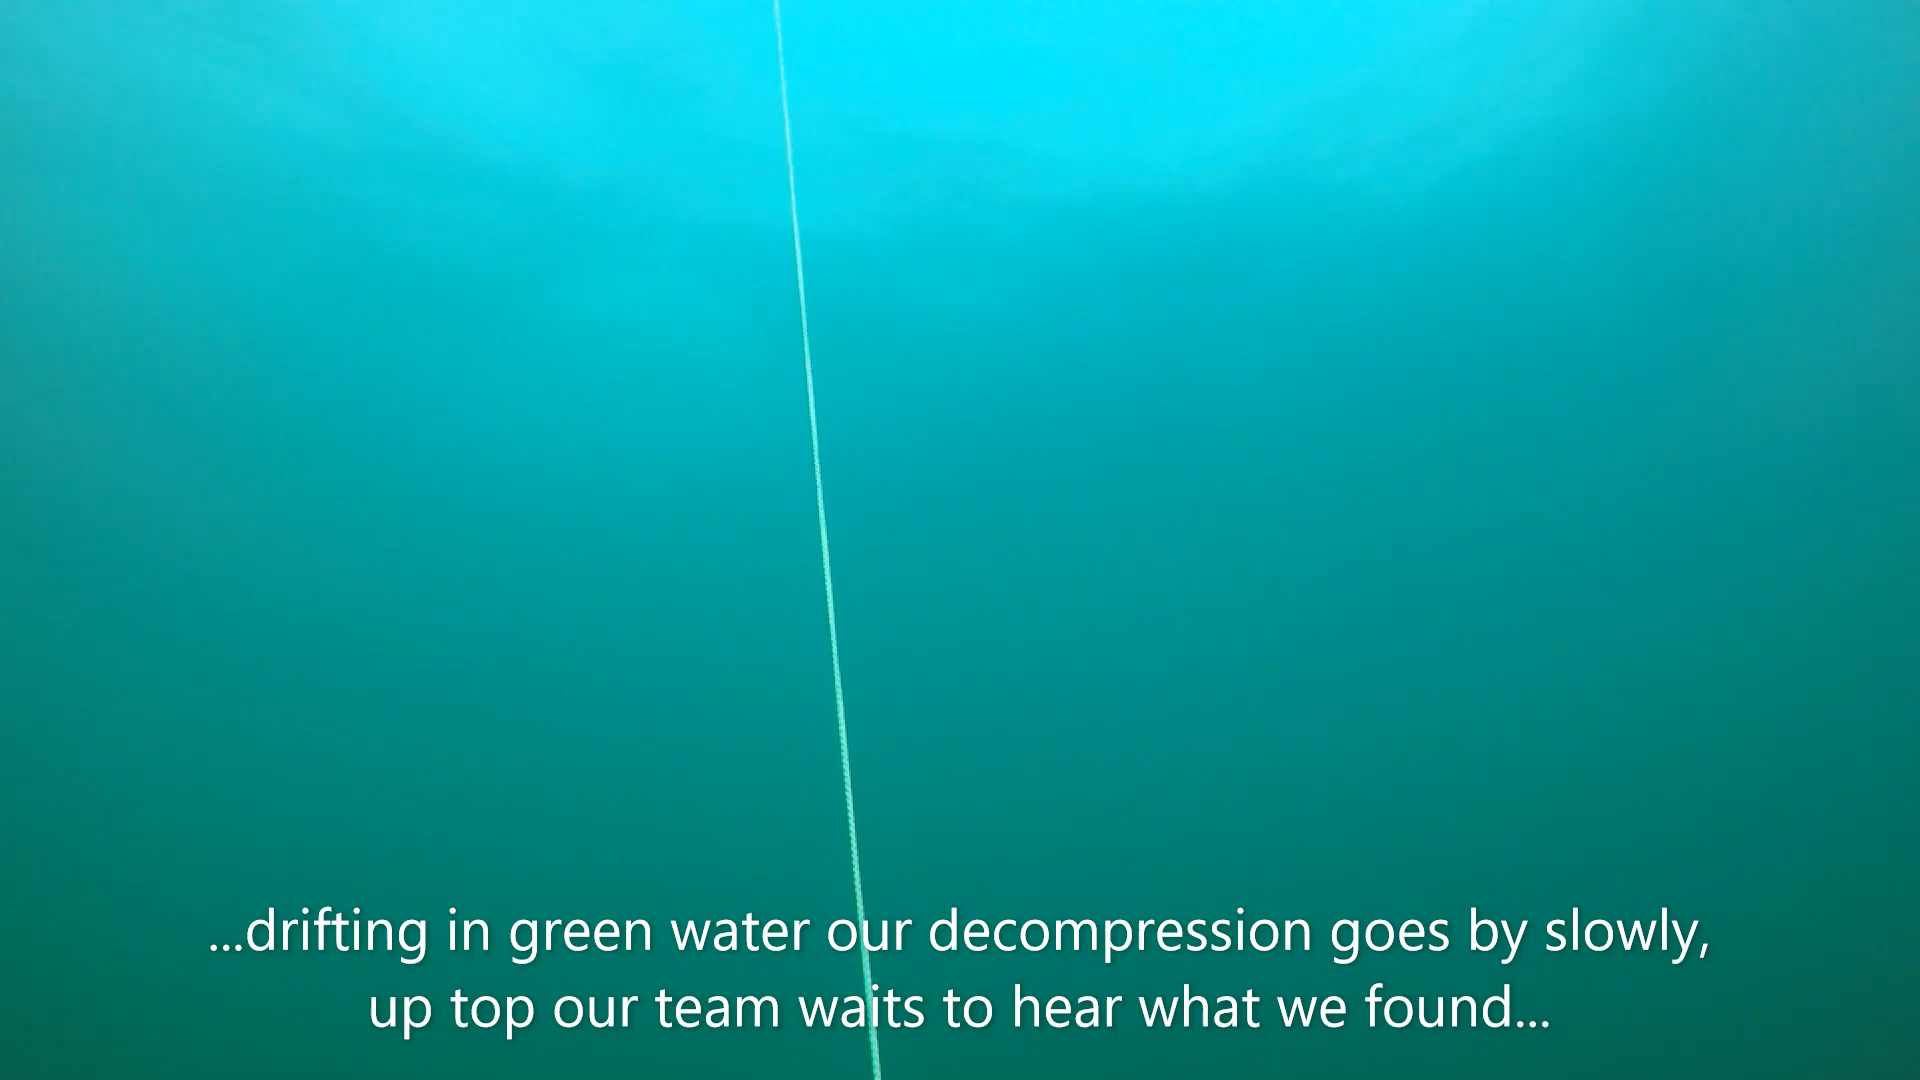 ...drifting in green water our decompression goes by slowly,
up top our team waits to hear what we found...